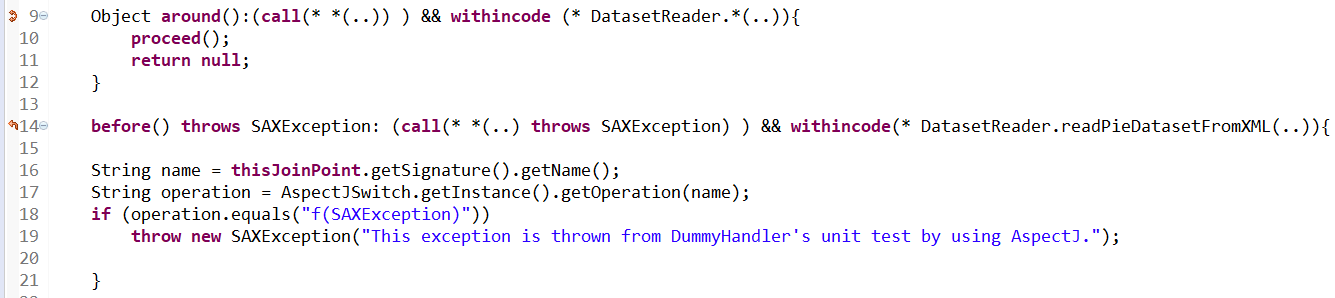 9 Object around():(call(* *(..)) ) && withincode (* DatasetReader.*(..)){
10 proceed();
11 return null;
12 }
13
14 before() throws SAXException: (call(* *(..) throws SAXException) ) && withincode(* DatasetReader.readPieDatasetFromXML(..)){
15
16 String name = thisJoinPoint.getSignature().getName();
17 String operation = AspectJSwitch.getInstance().getOperation(name);
18 if (operation.equals("f(SAXException)"))
19 throw new SAXException("This exception is thrown from DummyHandler's unit test by using AspectJ.");
20
21 }